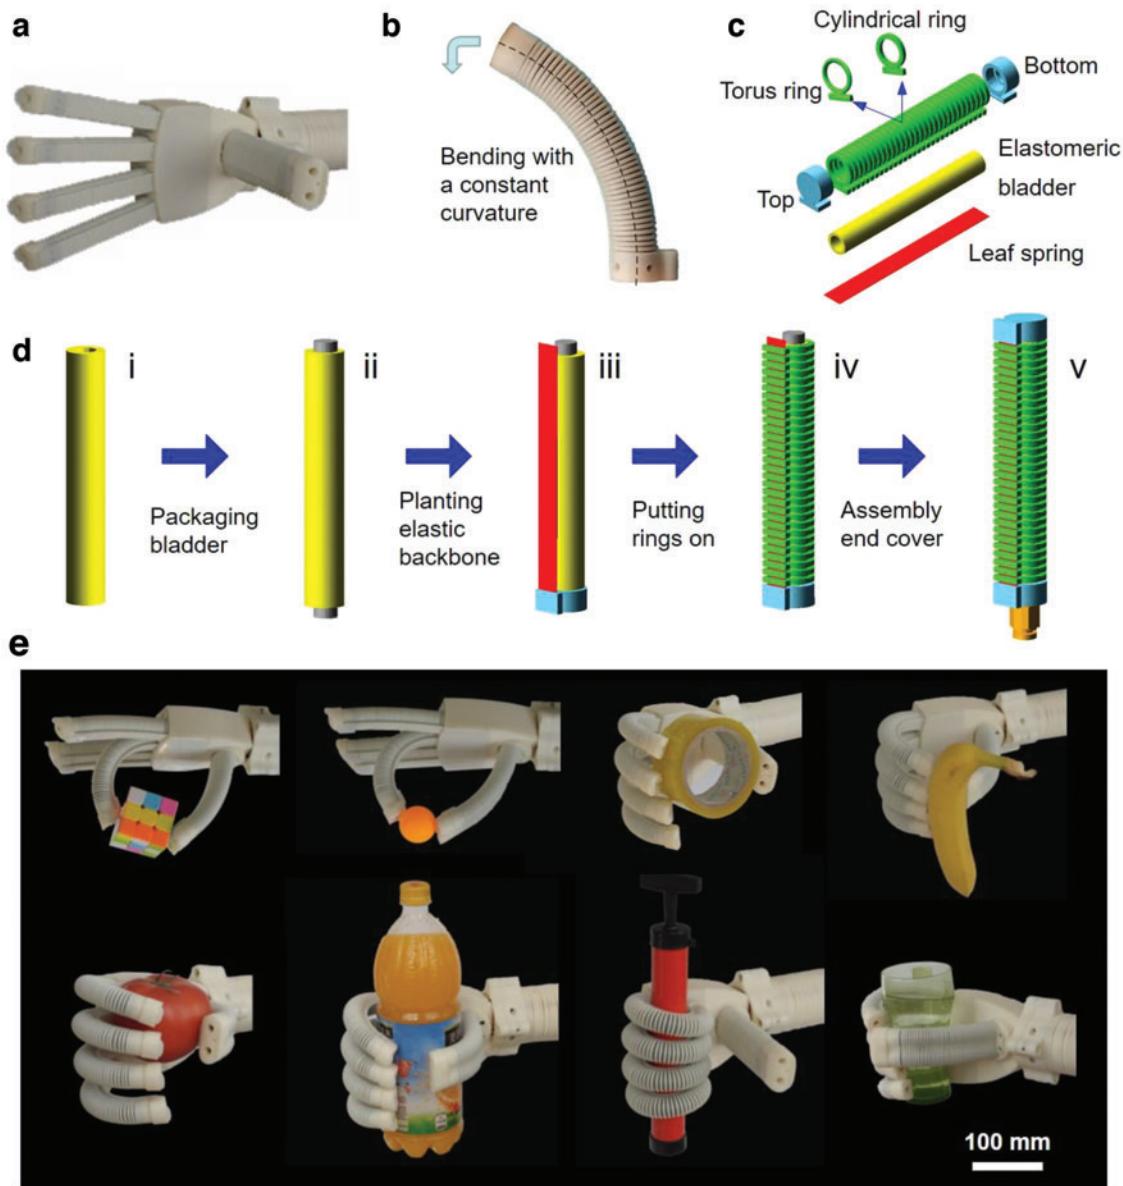 a
b
c
Cylindrical ring
Bottom
Torus ring
Elastomeric
bladder
Top
Leaf spring
Bending with
a constant
curvature
d
i
ii
iii
iv
v
Packaging
bladder
Planting
elastic
backbone
Putting
rings on
Assembly
end cover
e
100 mm